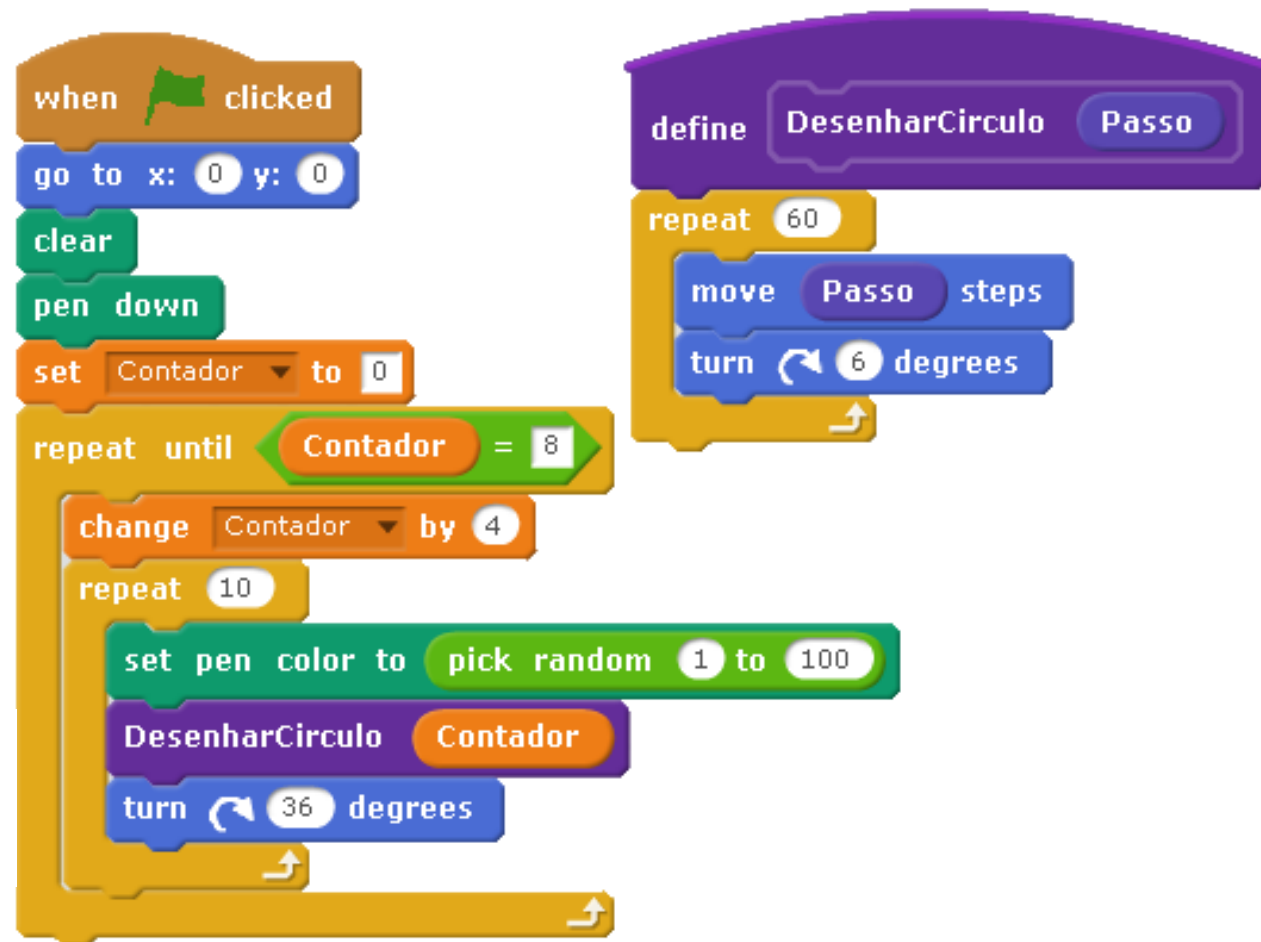 when clicked
go to x: 0 y: 0
clear
pen down
set Contador to 0
repeat until Contador = 8
change Contador by 4
repeat 10
set pen color to pick random 1 to 100
DesenharCirculo Contador
turn 36 degrees
define DesenharCirculo Passo
repeat 60
move Passo steps
turn 6 degrees